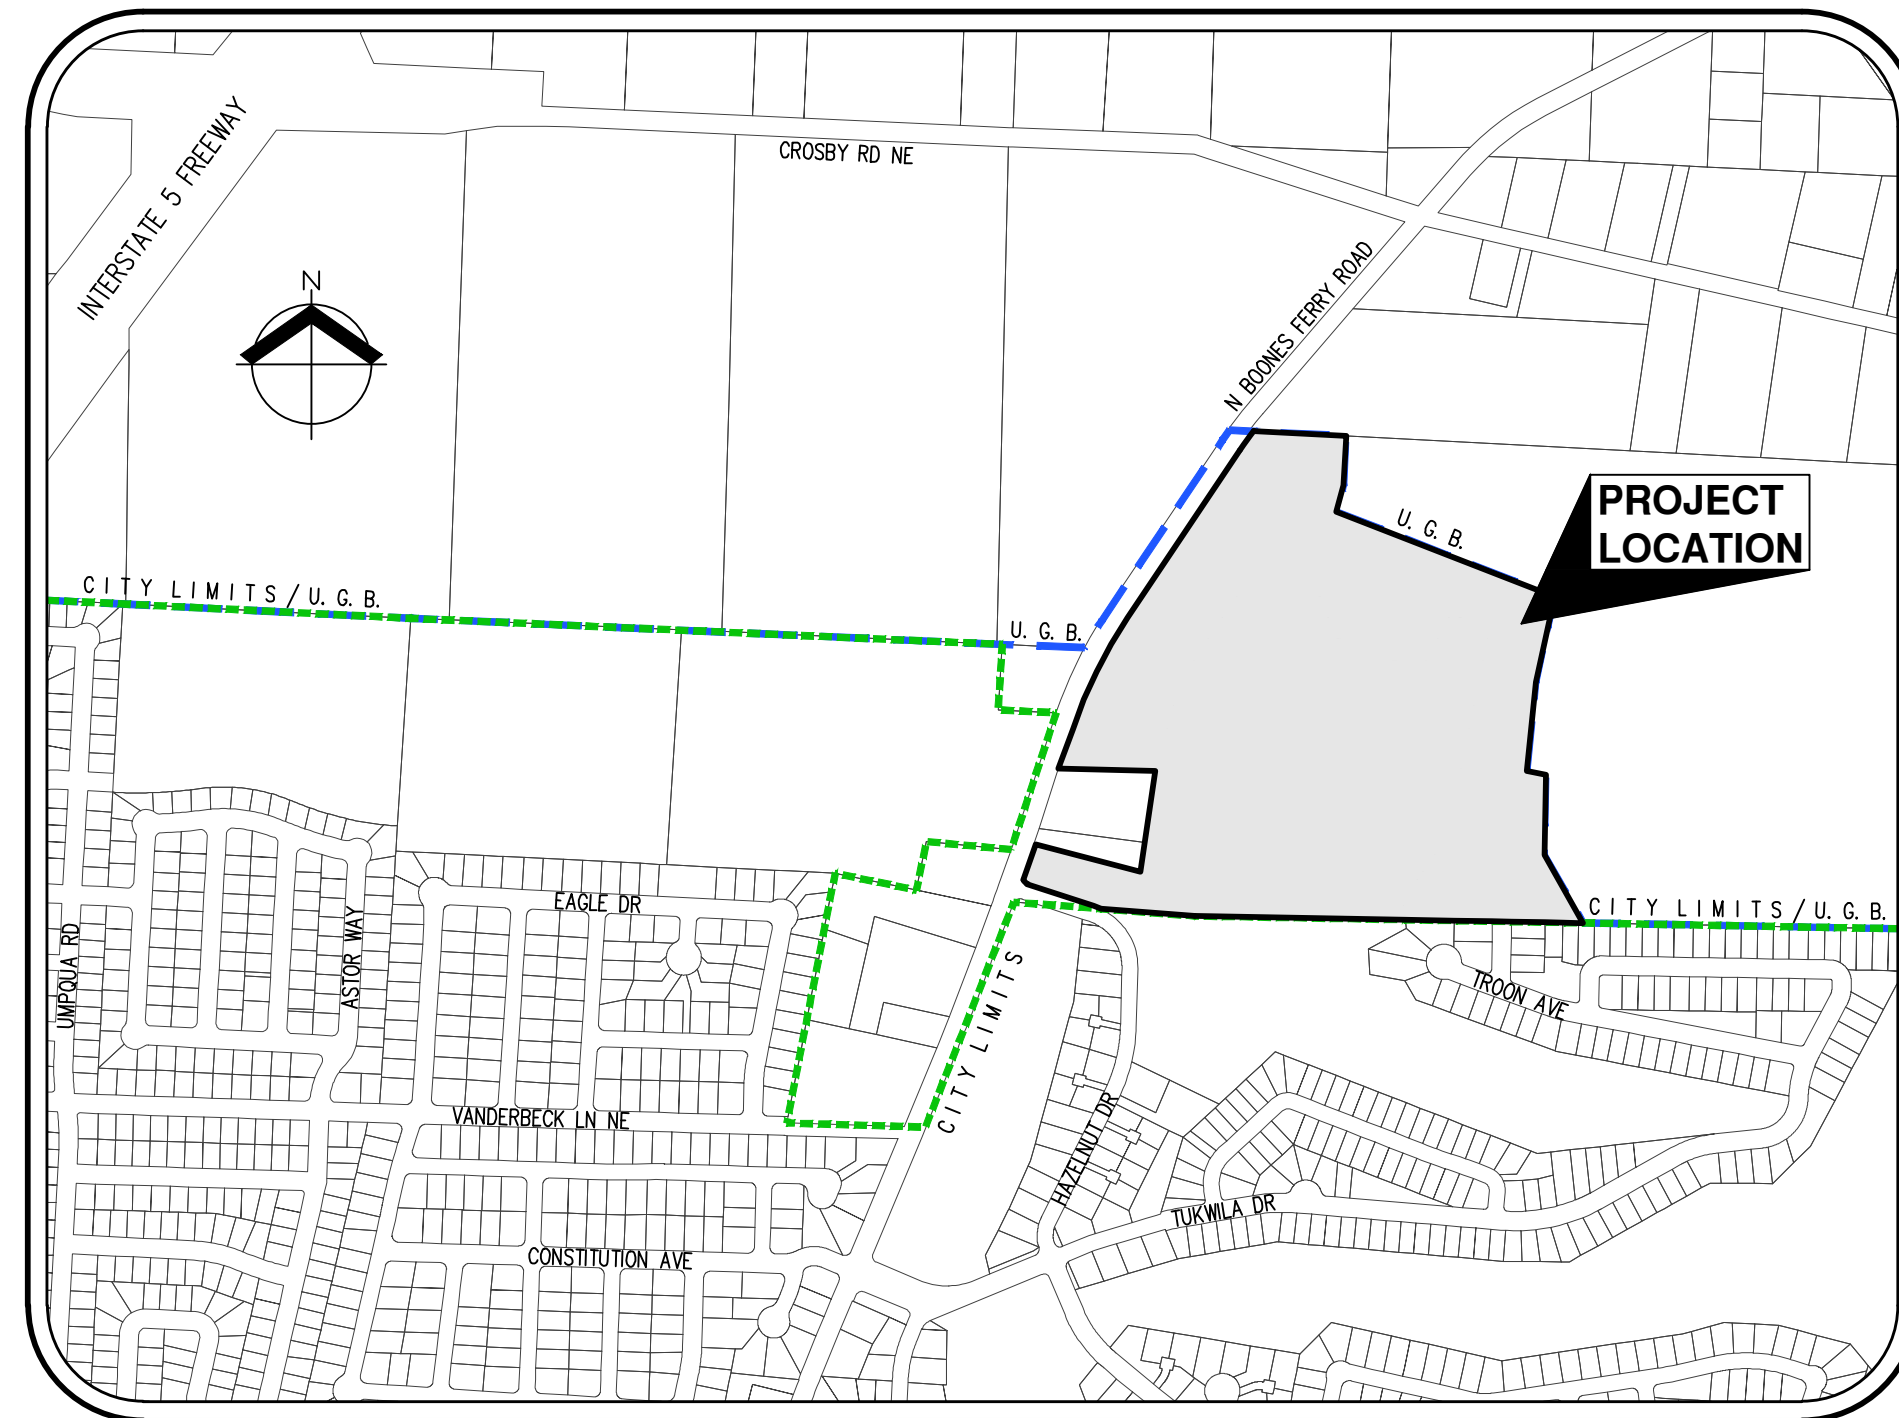 CROSBY RD NE
INTERSTATE 5 FREEWAY
N
N BOONES FERRY ROAD
PROJECT
LOCATION
U. G. B.
CITY LIMITS/U. G. B.
U. G. B.
CITY LIMITS/U. G. B.
EAGLE DR
UMPQUA RD
ASTOR WAY
CITY LIMITS
TROON AVE
VANDERBECK LN NE
HAZELNUT DR
TUKWILA DR
CONSTITUTION AVE